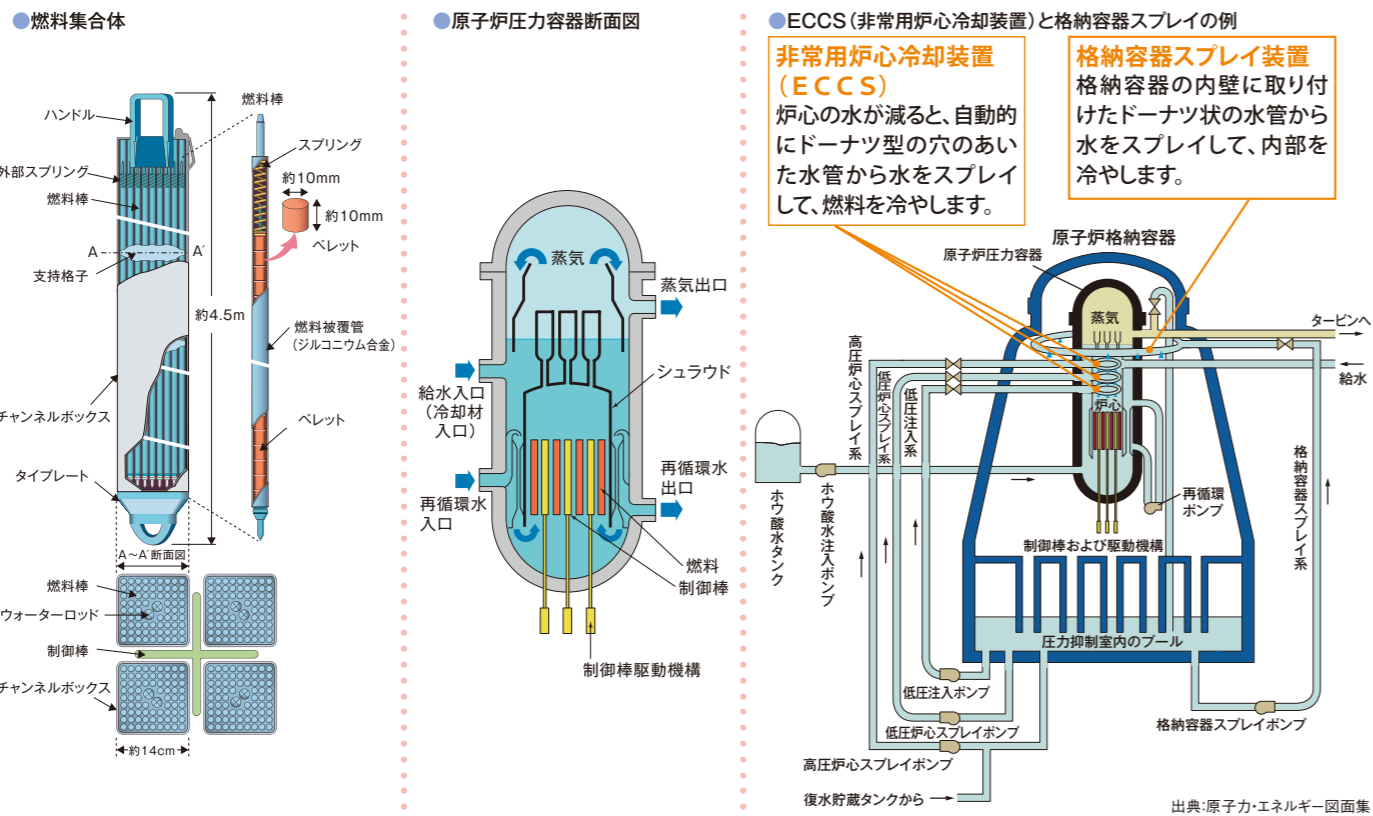 ●燃料集合体
ハンドル
外部スプリング
燃料棒
A
A´
支持格子
チャンネルボックス
タイプレート
約4.5m
燃料棒
スプリング
約10mm
約10mm
ペレット
燃料被覆管
(ジルコニウム合金)
ペレット
A～A´断面図
燃料棒
ウォーターロッド
制御棒
チャンネルボックス
約14cm
●原子炉圧力容器断面図
蒸気
蒸気出口
給水入口
(冷却材
入口)
シュラウド
再循環水
入口
再循環水
出口
燃料
制御棒
制御棒駆動機構
●ECCS(非常用炉心冷却装置)と格納容器スプレイの例
非常用炉心冷却装置
(ECCS)
炉心の水が減ると、自動的
にドーナツ型の穴のあい
た水管から水をスプレイ
して、燃料を冷やします。
格納容器スプレイ装置
格納容器の内壁に取り付
けたドーナツ状の水管から
水をスプレイして、内部を
冷やします。
原子炉格納容器
原子炉圧力容器
蒸気
タービンへ
給水
炉心
高圧炉心スプレイ系
低圧炉心スプレイ系
低圧注入系
ホウ酸水タンク
ホウ酸水注入ポンプ
再循環
ポンプ
制御棒および駆動機構
格納容器スプレイ系
圧力抑制室内のプール
低圧注入ポンプ
低圧炉心スプレイポンプ
格納容器スプレイポンプ
高圧炉心スプレイポンプ
復水貯蔵タンクから
出典:原子力・エネルギー図面集